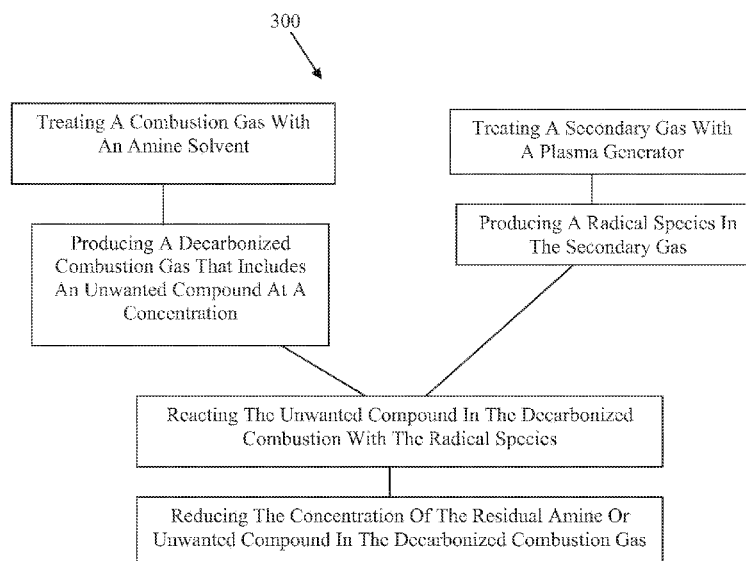 300
Treating A Combustion Gas With
An Amine Solvent
Treating A Secondary Gas With
A Plasma Generator
Producing A Decarbonized
Combustion Gas That Includes
An Unwanted Compound At A
Concentration
Producing A Radical Species In
The Secondary Gas
Reacting The Unwanted Compound In The Decarbonized
Combustion With The Radical Species
Reducing The Concentration Of The Residual Amine Or
Unwanted Compound In The Decarbonized Combustion Gas